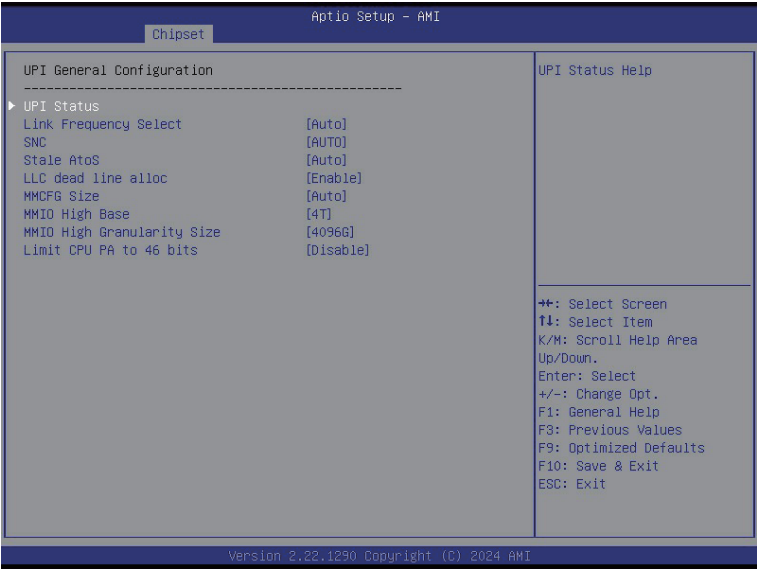 Aptio Setup – AMI
Chipset
UPI General Configuration
UPI Status
Link Frequency Select [Auto]
SNC [AUTO]
Stale AtoS [Auto]
LLC dead line alloc [Enable]
MMCFG Size [Auto]
MMIO High Base [4T]
MMIO High Granularity Size [4096G]
Limit CPU PA to 46 bits [Disable]
UPI Status Help
→←: Select Screen
↑↓: Select Item
K/M: Scroll Help Area
Up/Down.
Enter: Select
+/-: Change Opt.
F1: General Help
F3: Previous Values
F9: Optimized Defaults
F10: Save & Exit
ESC: Exit
Version 2.22.1290 Copyright (C) 2024 AMI